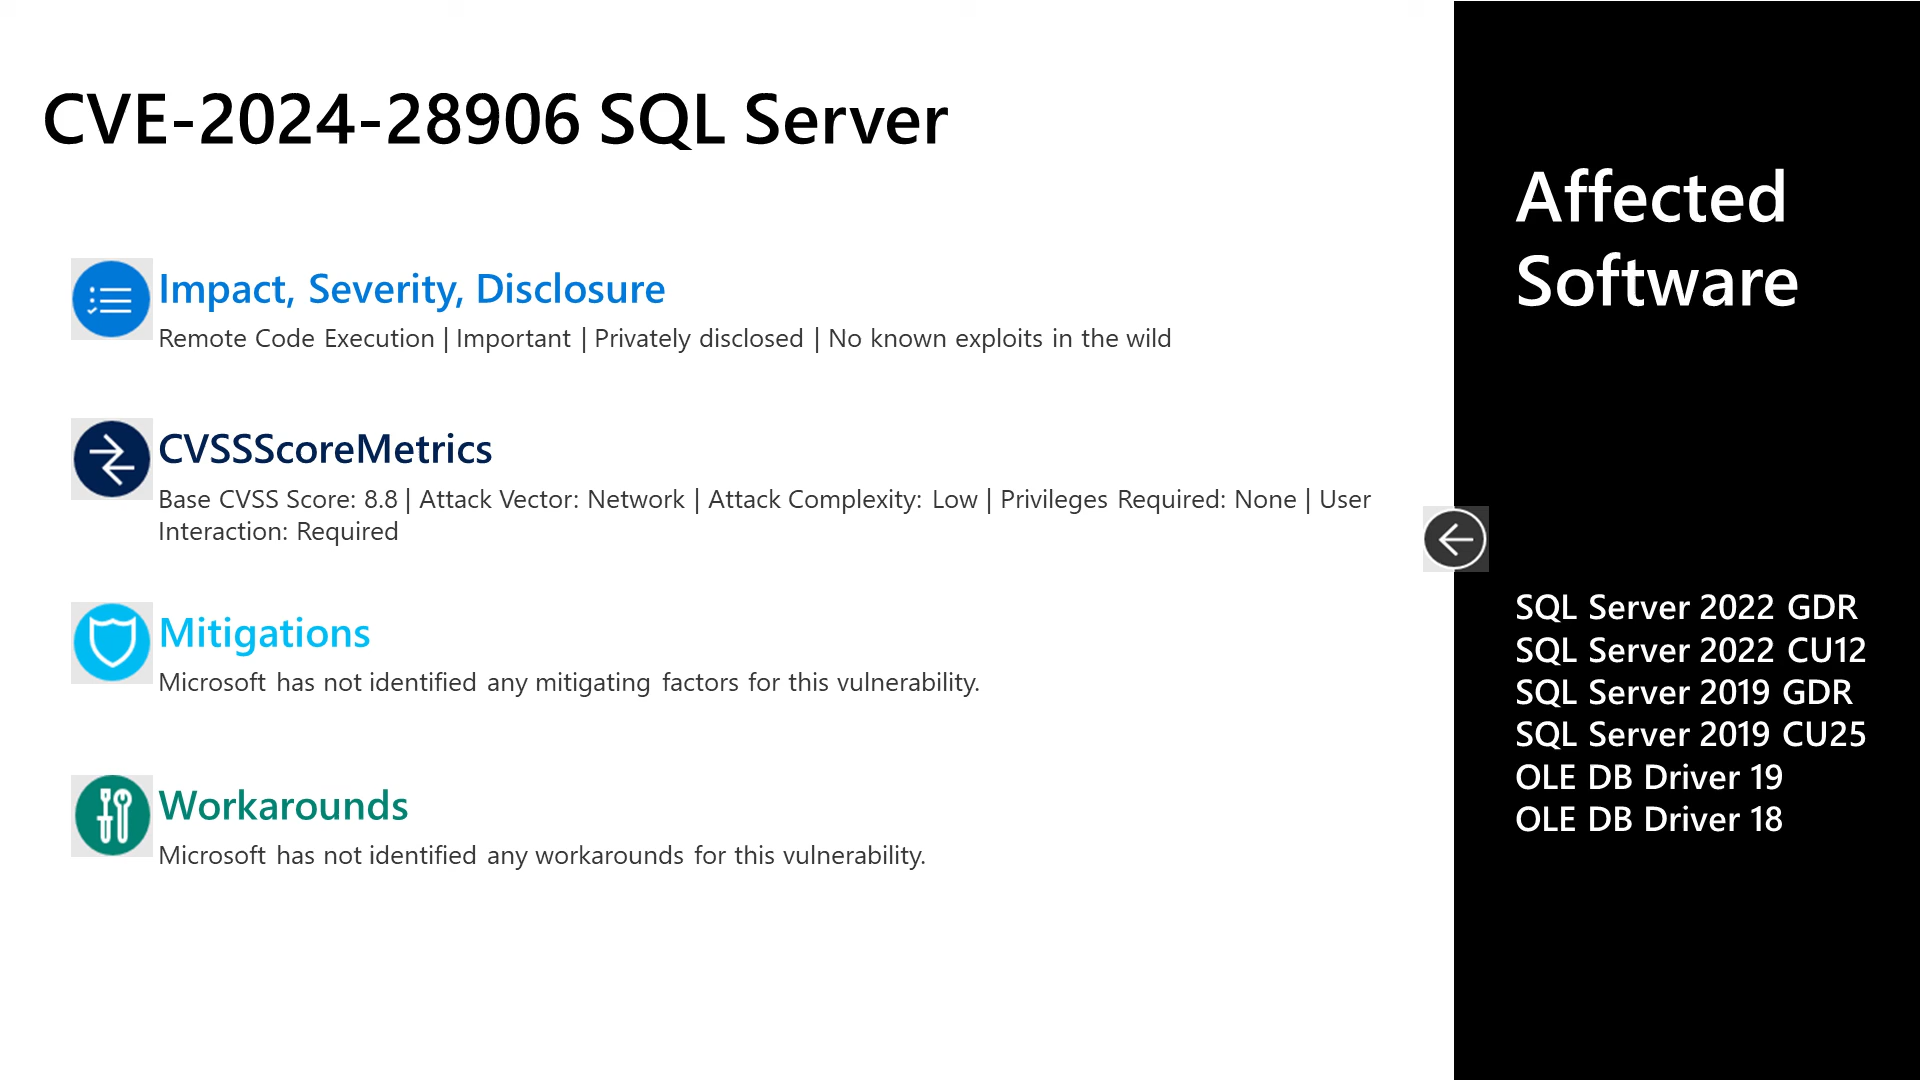 CVE-2024-28906 SQL Server
Impact, Severity, Disclosure
Remote Code Execution | Important | Privately disclosed | No known exploits in the wild
CVSSScoreMetrics
Base CVSS Score: 8.8 | Attack Vector: Network | Attack Complexity: Low | Privileges Required: None | User
Interaction: Required
Mitigations
Microsoft has not identified any mitigating factors for this vulnerability.
Workarounds
Microsoft has not identified any workarounds for this vulnerability.
Affected
Software
SQL Server 2022 GDR
SQL Server 2022 CU12
SQL Server 2019 GDR
SQL Server 2019 CU25
OLE DB Driver 19
OLE DB Driver 18